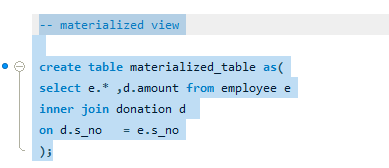 -- materialized view
create table materialized_table as(
select e.* ,d.amount from employee e
inner join donation d
on d.s_no   = e.s_no
);